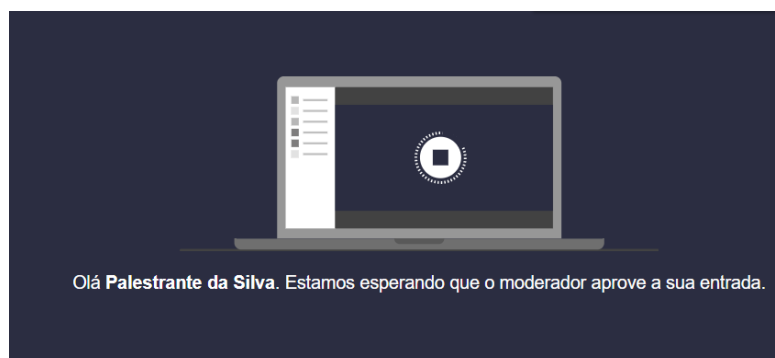 Olá Palestrante da Silva. Estamos esperando que o moderador aprove a sua entrada.